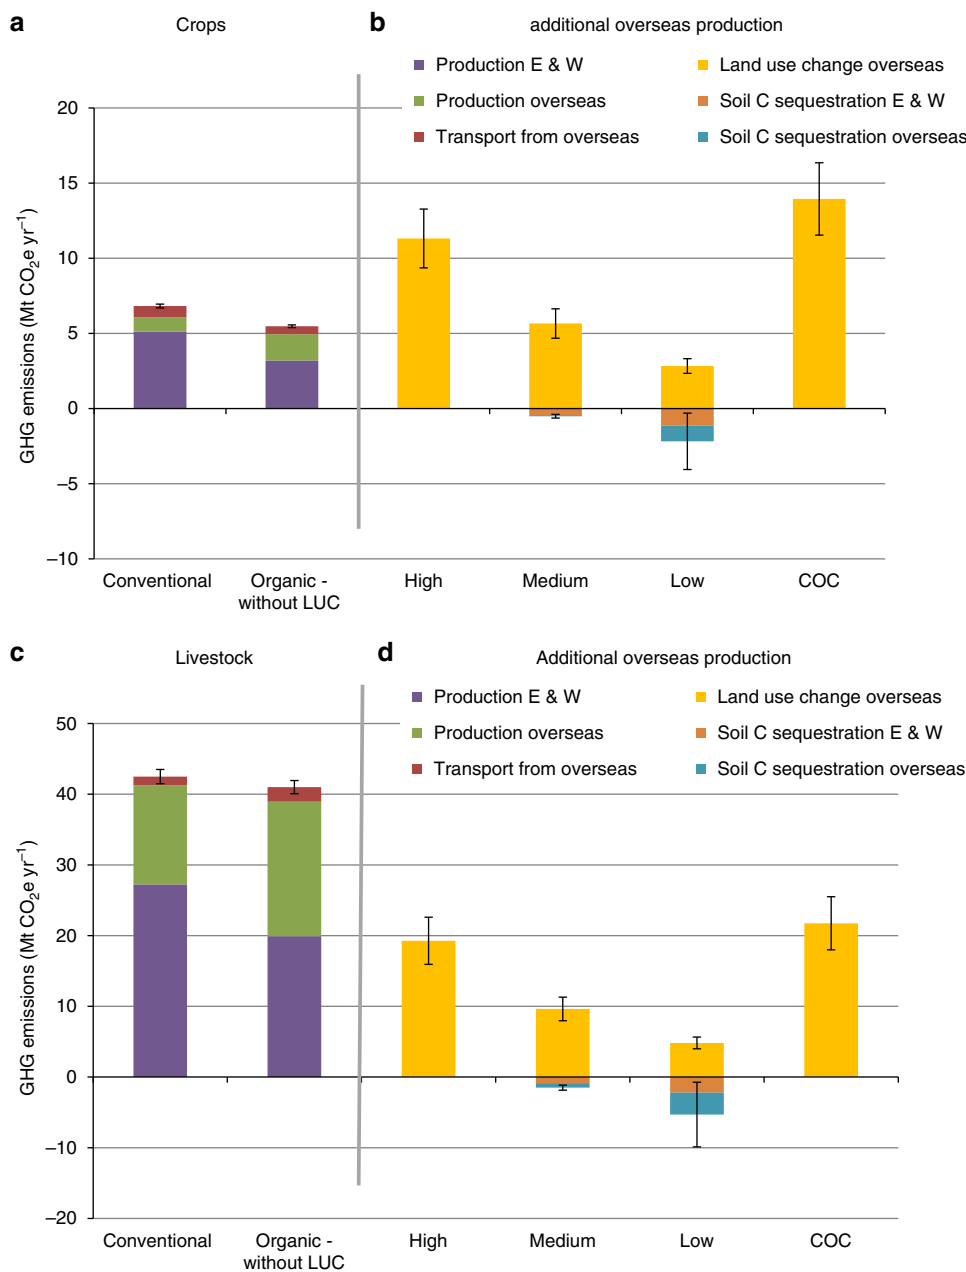 a
Crops
b
additional overseas production
Production E & W
Production overseas
Transport from overseas
Land use change overseas
Soil C sequestration E & W
Soil C sequestration overseas
GHG emissions (Mt CO₂e yr⁻¹)
20
15
10
5
0
–5
–10
Conventional
Organic -
without LUC
High
Medium
Low
COC
c
Livestock
d
Additional overseas production
Production E & W
Production overseas
Transport from overseas
Land use change overseas
Soil C sequestration E & W
Soil C sequestration overseas
GHG emissions (Mt CO₂e yr⁻¹)
50
40
30
20
10
0
–10
–20
Conventional
Organic -
without LUC
High
Medium
Low
COC